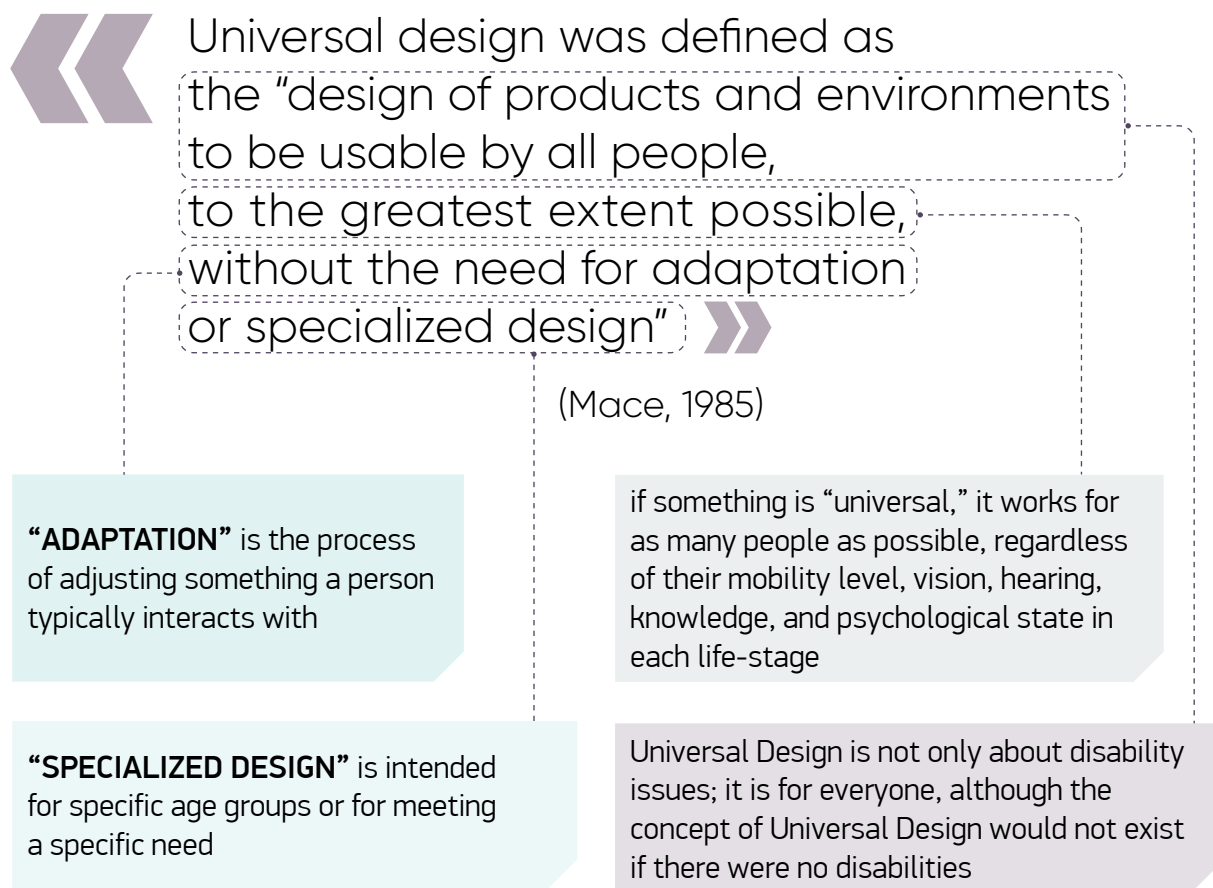 Universal design was defined as
the “design of products and environments
to be usable by all people,
to the greatest extent possible,
without the need for adaptation
or specialized design”
(Mace, 1985)
“ADAPTATION” is the process
of adjusting something a person
typically interacts with
if something is “universal,” it works for
as many people as possible, regardless
of their mobility level, vision, hearing,
knowledge, and psychological state in
each life-stage
“SPECIALIZED DESIGN” is intended
for specific age groups or for meeting
a specific need
Universal Design is not only about disability
issues; it is for everyone, although the
concept of Universal Design would not exist
if there were no disabilities